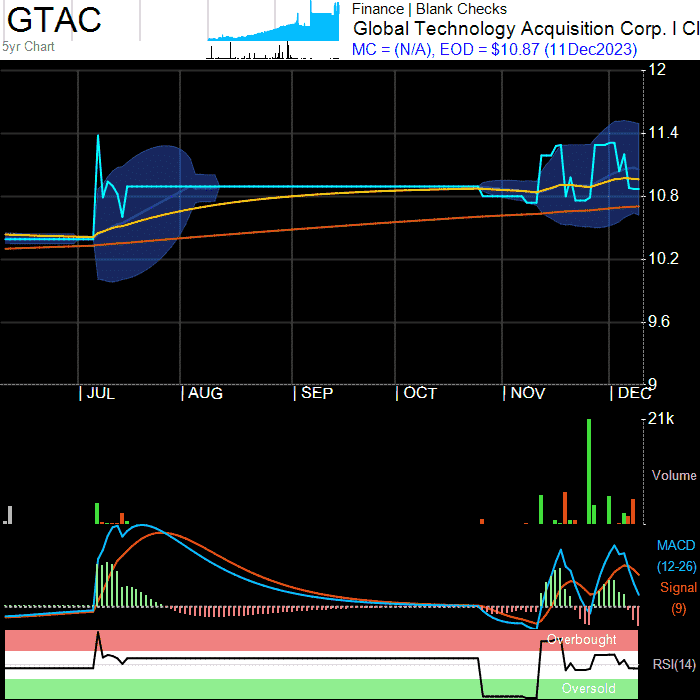 GTAC
5yr Chart
Finance | Blank Checks
Global Technology Acquisition Corp. I Cl
MC = (N/A), EOD = $10.87 (11Dec2023)
12
11.4
10.8
10.2
9.6
9
JUL AUG SEP OCT NOV DEC
21k
Volume
MACD
(12-26)
Signal
(9)
Overbought
RSI(14)
Oversold